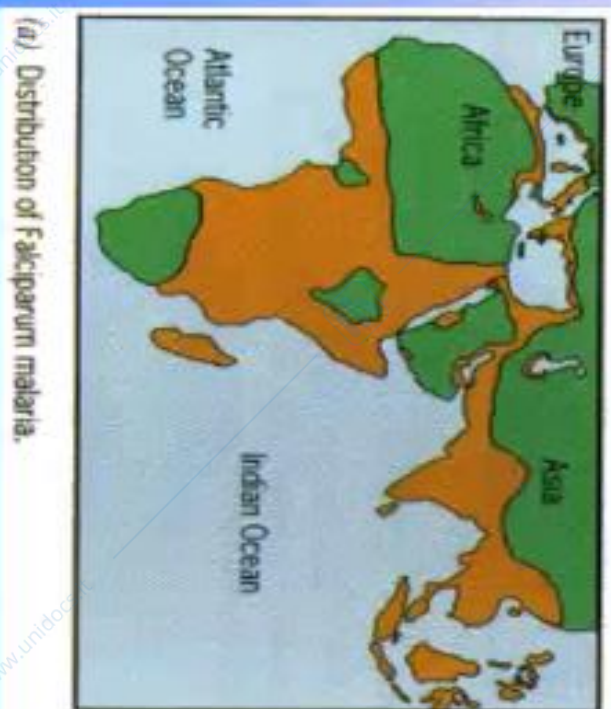 Europe
Africa
Asia
Atlantic
Ocean
Indian Ocean
(a) Distribution of Falciparum malaria.